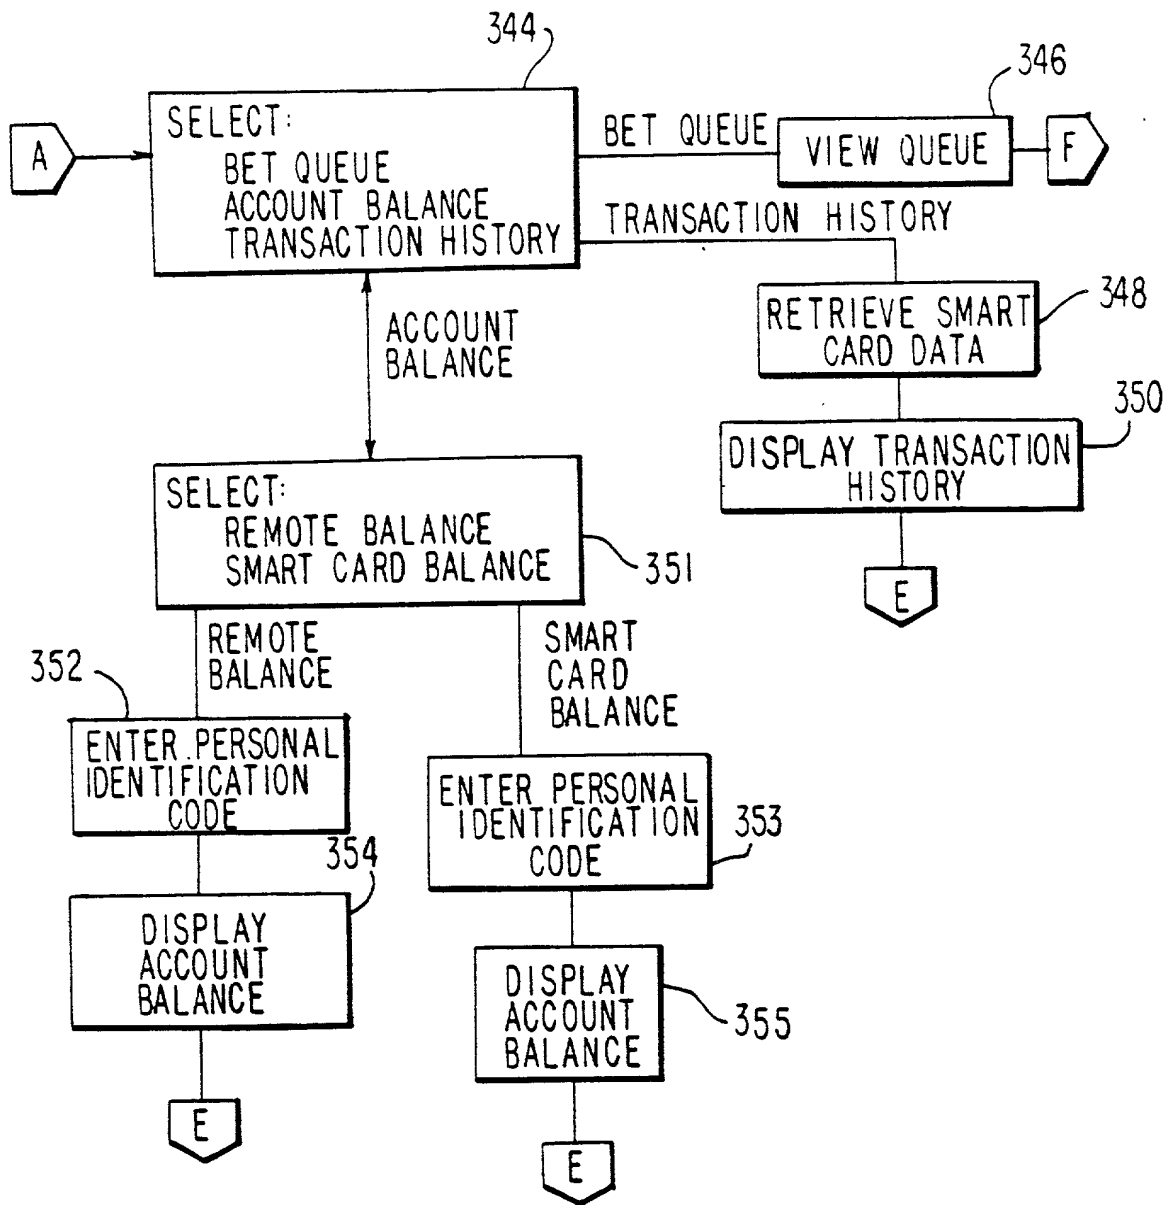 344
346
A
SELECT:
BET QUEUE
ACCOUNT BALANCE
TRANSACTION HISTORY
BET QUEUE
VIEW QUEUE
F
TRANSACTION HISTORY
348
RETRIEVE SMART
CARD DATA
350
DISPLAY TRANSACTION
HISTORY
E
ACCOUNT
BALANCE
SELECT:
REMOTE BALANCE
SMART CARD BALANCE
351
REMOTE
BALANCE
SMART
CARD
BALANCE
352
ENTER PERSONAL
IDENTIFICATION
CODE
354
DISPLAY
ACCOUNT
BALANCE
E
ENTER PERSONAL
IDENTIFICATION
CODE
353
DISPLAY
ACCOUNT
BALANCE
355
E